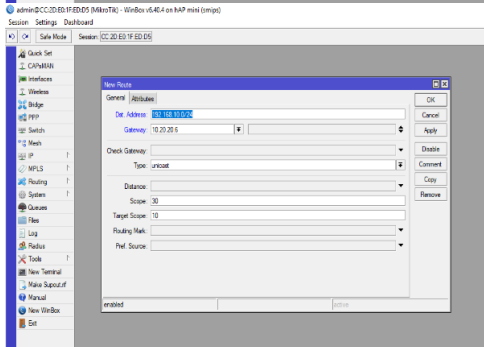 admin@CC:2D:E0:1F:ED:D5 (MikroTik) - WinBox v6.40.4 on hAP mini (smips)
Session Settings Dashboard
Safe Mode Session: CC:2D:E0:1F:ED:D5
Quick Set
CAPsMAN
Interfaces
Wireless
Bridge
PPP
Switch
Mesh
IP
MPLS
Routing
System
Queues
Files
Log
Radius
Tools
New Terminal
Make Supout.rif
Manual
New WinBox
Exit
New Route
General Attributes
Dst. Address: 192.168.10.0/24
Gateway: 10.20.20.6
Check Gateway:
Type: unicast
Distance:
Scope: 30
Target Scope: 10
Routing Mark:
Pref. Source:
OK
Cancel
Apply
Disable
Comment
Copy
Remove
enabled active